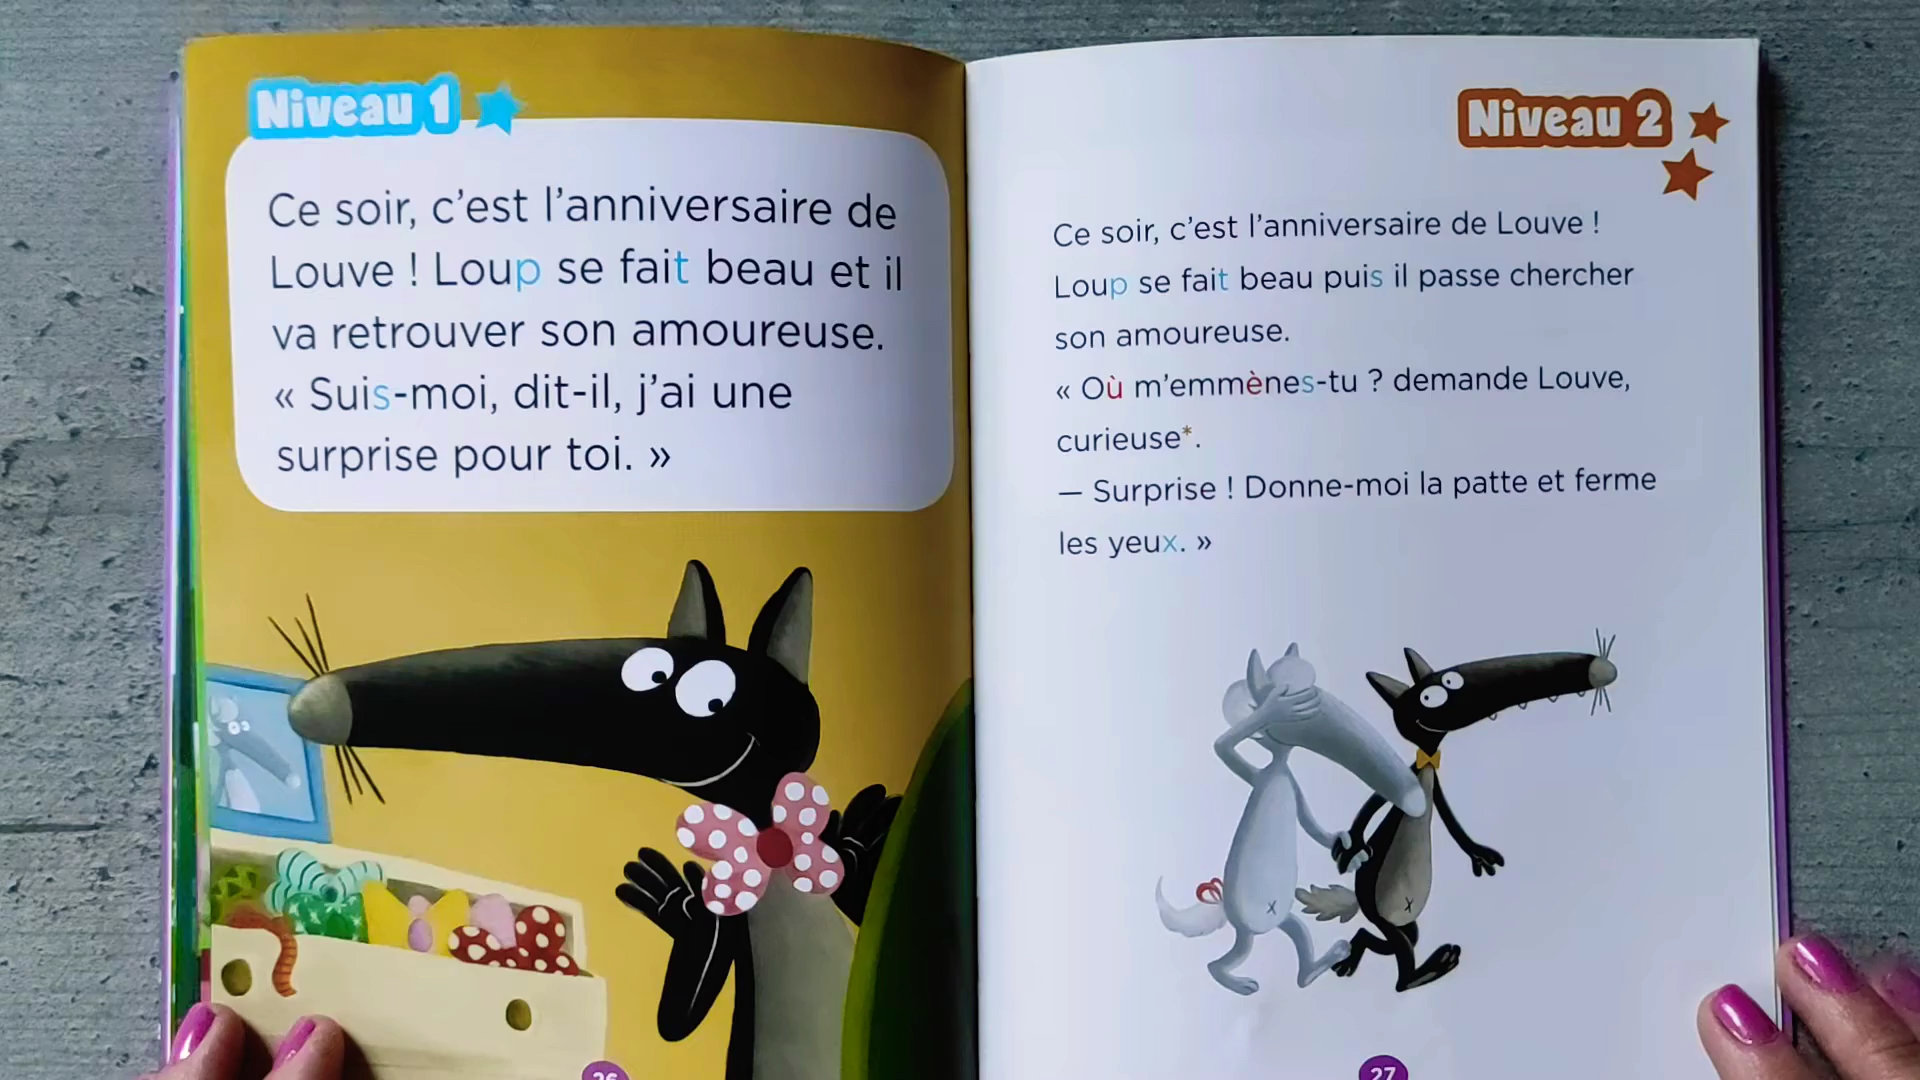 Niveau 1
Ce soir, c'est l'anniversaire de
Louve ! Loup se fait beau et il
va retrouver son amoureuse.
« Suis-moi, dit-il, j'ai une
surprise pour toi. »
26
Niveau 2
Ce soir, c'est l'anniversaire de Louve !
Loup se fait beau puis il passe chercher
son amoureuse.
« Où m'emmènes-tu ? demande Louve,
curieuse*.
— Surprise ! Donne-moi la patte et ferme
les yeux. »
27